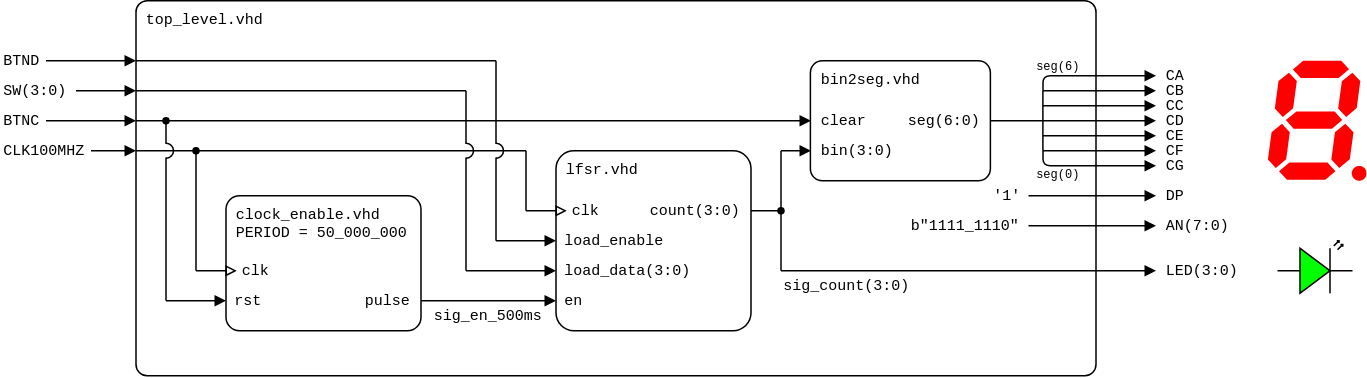 top_level.vhd
BTND
SW(3:0)
BTNC
CLK100MHZ
clock_enable.vhd
PERIOD = 50_000_000
clk
rst
pulse
sig_en_500ms
lfsr.vhd
clk
count(3:0)
load_enable
load_data(3:0)
en
sig_count(3:0)
bin2seg.vhd
clear
seg(6:0)
bin(3:0)
seg(6)
seg(0)
'1'
b"1111_1110"
CA
CB
CC
CD
CE
CF
CG
DP
AN(7:0)
LED(3:0)